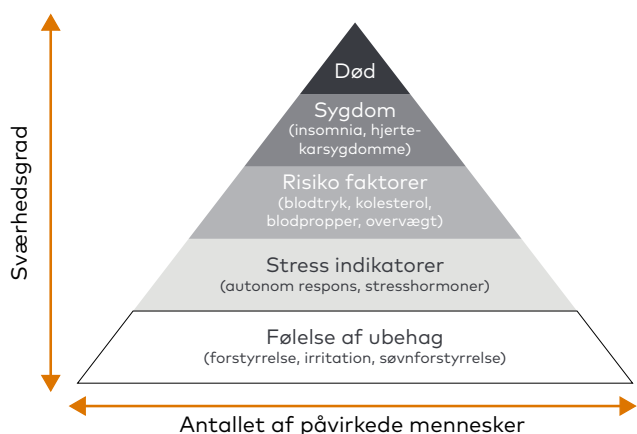 Død
Sygdom
(insomnia, hjerte-
karsygdomme)
Risiko faktorer
(blodtryk, kolesterol,
blodpropper, overvægt)
Stress indikatorer
(autonom respons, stresshormoner)
Følelse af ubehag
(forstyrrelse, irritation, søvnforstyrrelse)
Sværhedsgrad
Antallet af påvirkede mennesker